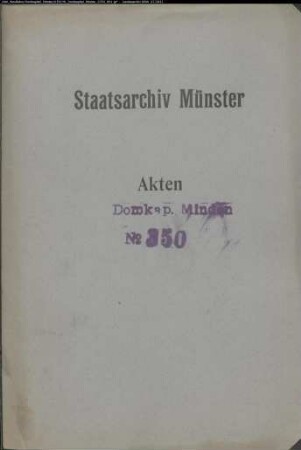 Staatsarchiv Münster
Akten
Domkap. Minden
№ 350